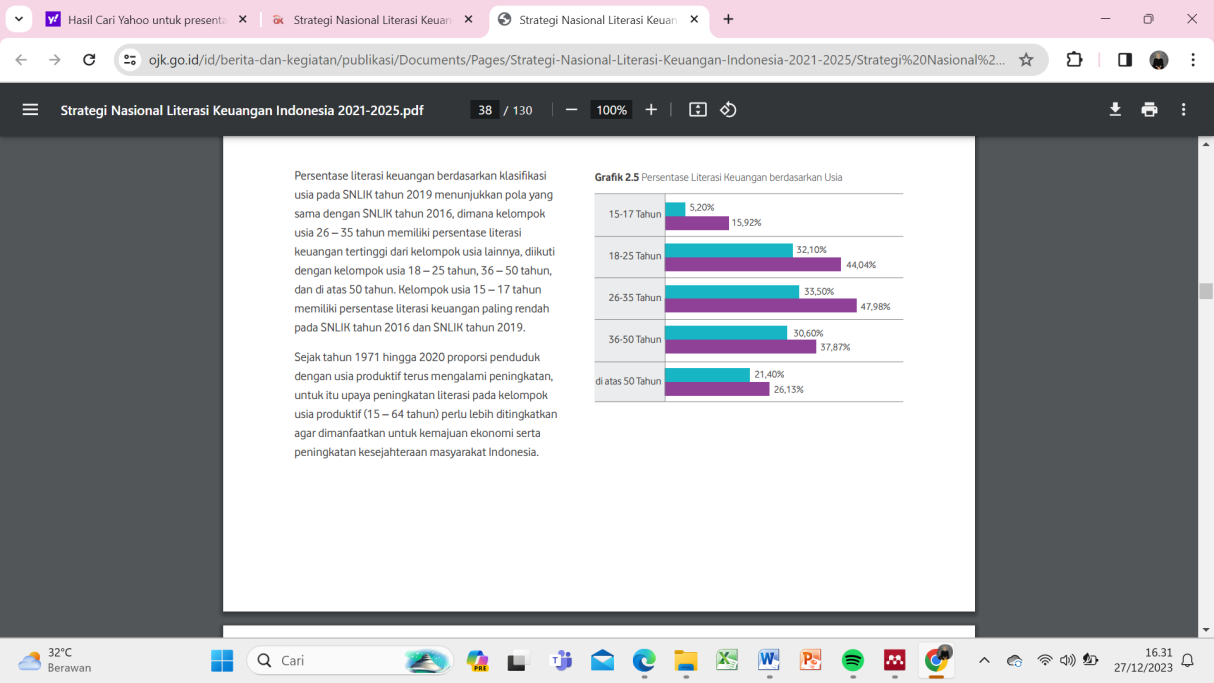 Hasil Cari Yahoo untuk presenta
Strategi Nasional Literasi Keuan
Strategi Nasional Literasi Keuan
ojk.go.id/id/berita-dan-kegiatan/publikasi/Documents/Pages/Strategi-Nasional-Literasi-Keuangan-Indonesia-2021-2025/Strategi%20Nasional%2...
Strategi Nasional Literasi Keuangan Indonesia 2021-2025.pdf
38 / 130
100%
Persentase literasi keuangan berdasarkan klasifikasi
usia pada SNLIK tahun 2019 menunjukkan pola yang
sama dengan SNLIK tahun 2016, dimana kelompok
usia 26 – 35 tahun memiliki persentase literasi
keuangan tertinggi dari kelompok usia lainnya, diikuti
dengan kelompok usia 18 – 25 tahun, 36 – 50 tahun,
dan di atas 50 tahun. Kelompok usia 15 – 17 tahun
memiliki persentase literasi keuangan paling rendah
pada SNLIK tahun 2016 dan SNLIK tahun 2019.
Sejak tahun 1971 hingga 2020 proporsi penduduk
dengan usia produktif terus mengalami peningkatan,
untuk itu upaya peningkatan literasi pada kelompok
usia produktif (15 – 64 tahun) perlu lebih ditingkatkan
agar dimanfaatkan untuk kemajuan ekonomi serta
peningkatan kesejahteraan masyarakat Indonesia.
Grafik 2.5 Persentase Literasi Keuangan berdasarkan Usia
15-17 Tahun
5,20%
15,92%
18-25 Tahun
32,10%
44,04%
26-35 Tahun
33,50%
47,98%
36-50 Tahun
30,60%
37,87%
di atas 50 Tahun
21,40%
26,13%
32°C
Berawan
Cari
PRE
16.31
27/12/2023